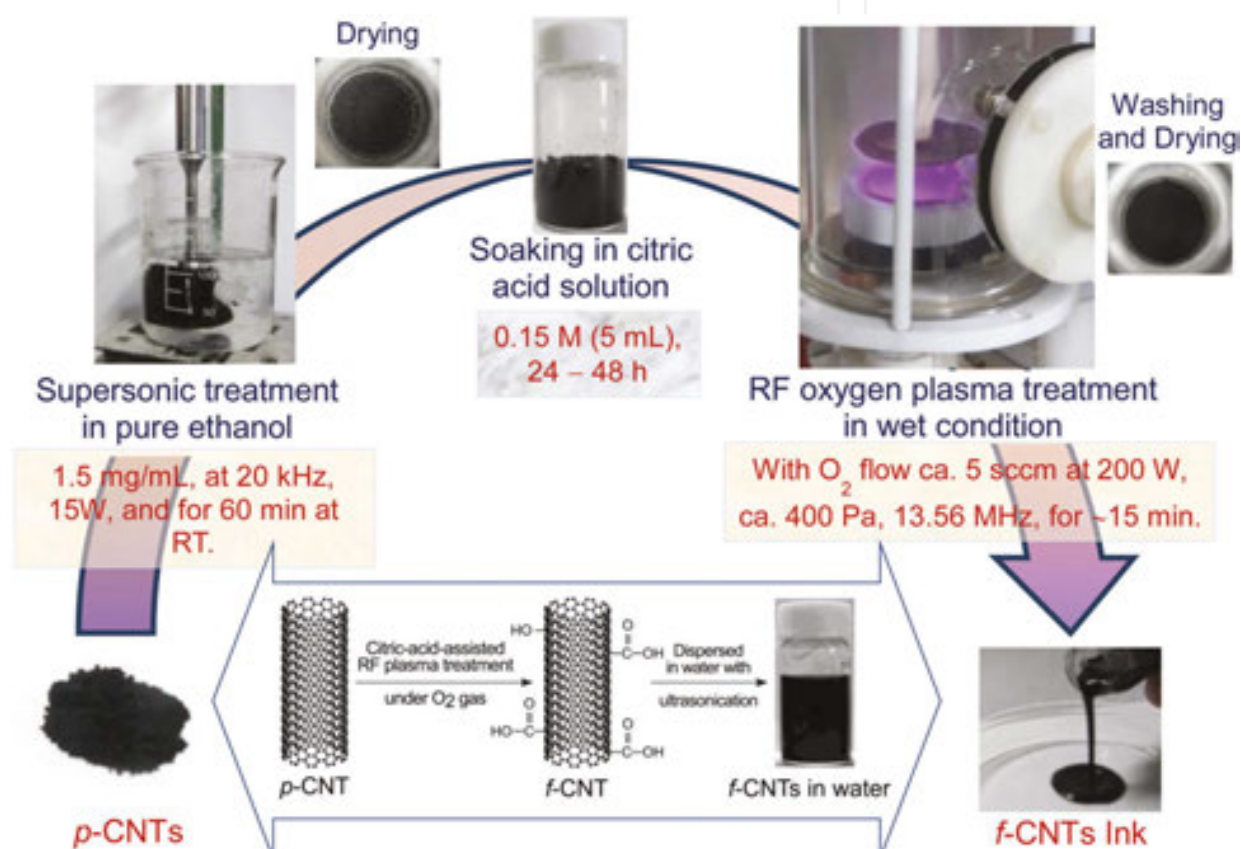 Drying
Washing
and Drying
Soaking in citric
acid solution
0.15 M (5 mL),
24 – 48 h
Supersonic treatment
in pure ethanol
1.5 mg/mL, at 20 kHz,
15W, and for 60 min at
RT.
RF oxygen plasma treatment
in wet condition
With O2 flow ca. 5 sccm at 200 W,
ca. 400 Pa, 13.56 MHz, for ~15 min.
Citric-acid-assisted
RF plasma treatment
under O2 gas
HO
O
C-OH
O
HO-C
O
C-OH
Dispersed
in water with
ultrasonication
p-CNT
f-CNT
f-CNTs in water
p-CNTs
f-CNTs Ink